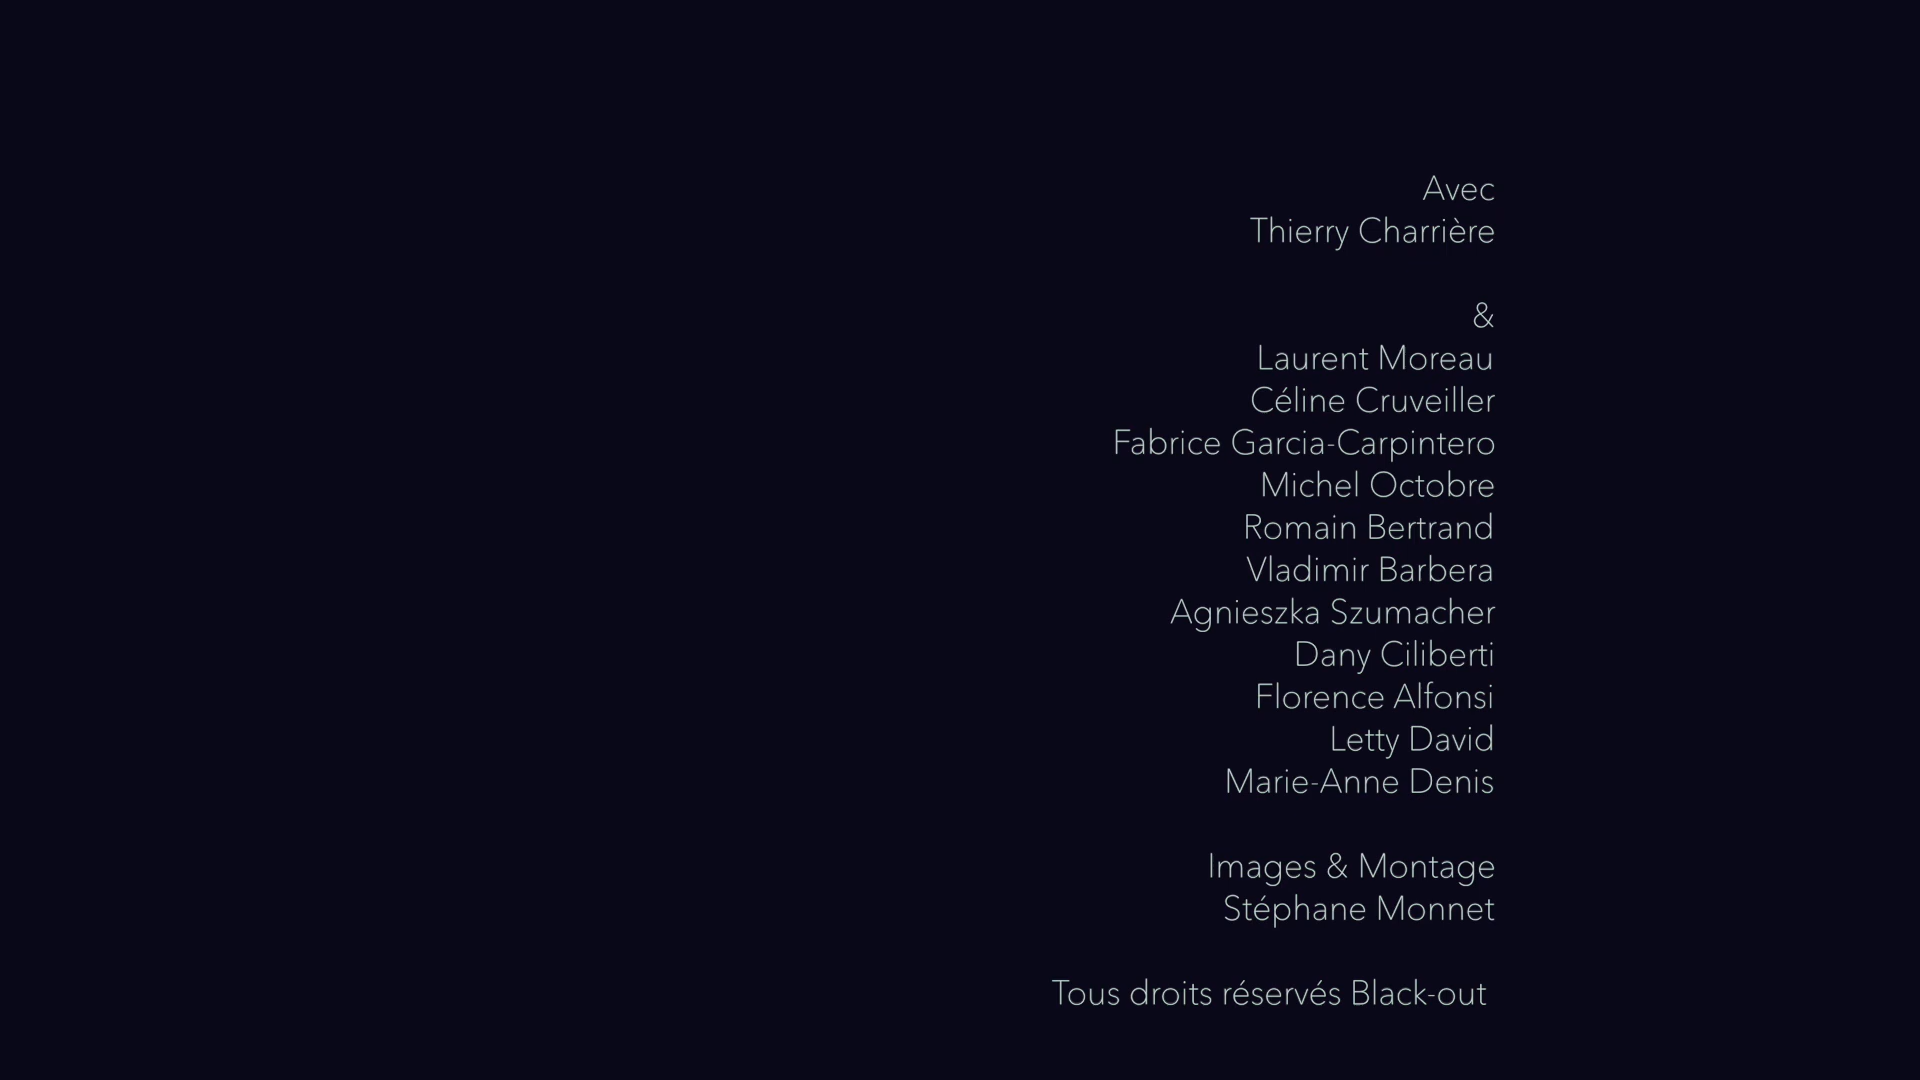 Avec
Thierry Charrière
&
Laurent Moreau
Céline Cruveiller
Fabrice Garcia-Carpintero
Michel Octobre
Romain Bertrand
Vladimir Barbera
Agnieszka Szumacher
Dany Ciliberti
Florence Alfonsi
Letty David
Marie-Anne Denis
Images & Montage
Stéphane Monnet
Tous droits réservés Black-out